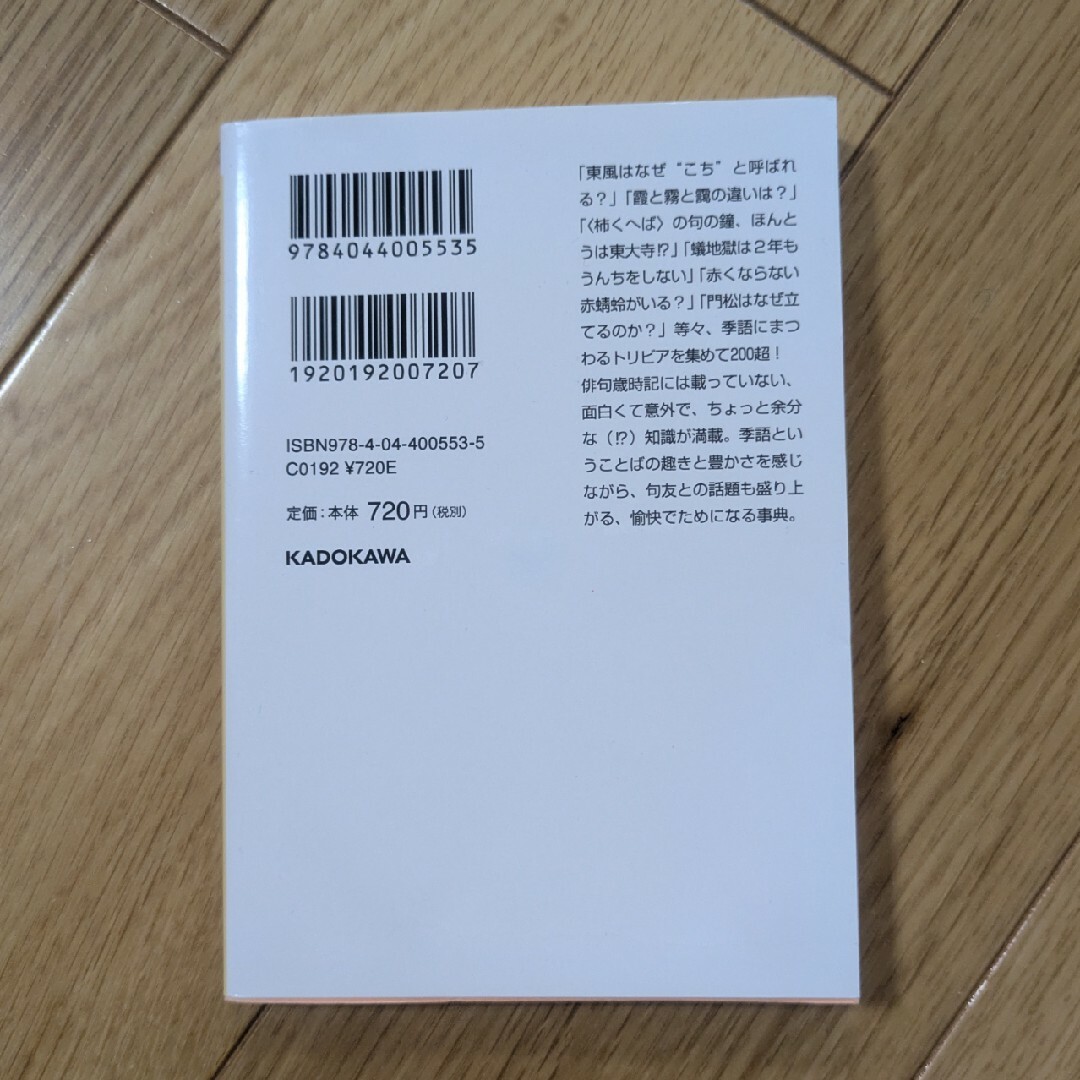 9784044005535
1920192007207
ISBN978-4-04-400553-5
C0192 ¥720E
定価:本体 720円(税別)
KADOKAWA
「東風はなぜ“こち”と呼ばれ
る?」「霞と霧と靄の違いは?」
「〈柿くへば〉の句の鐘、ほんと
うは東大寺!?」「蟻地獄は2年も
うんちをしない」「赤くならない
赤蜻蛉がいる?」「門松はなぜ立
てるのか?」等々、季語にまつ
わるトリビアを集めて200超!
俳句歳時記には載っていない、
面白くて意外で、ちょっと余分
な(!?)知識が満載。季語とい
うことばの趣きと豊かさを感じ
ながら、句友との話題も盛り上
がる、愉快でためになる事典。